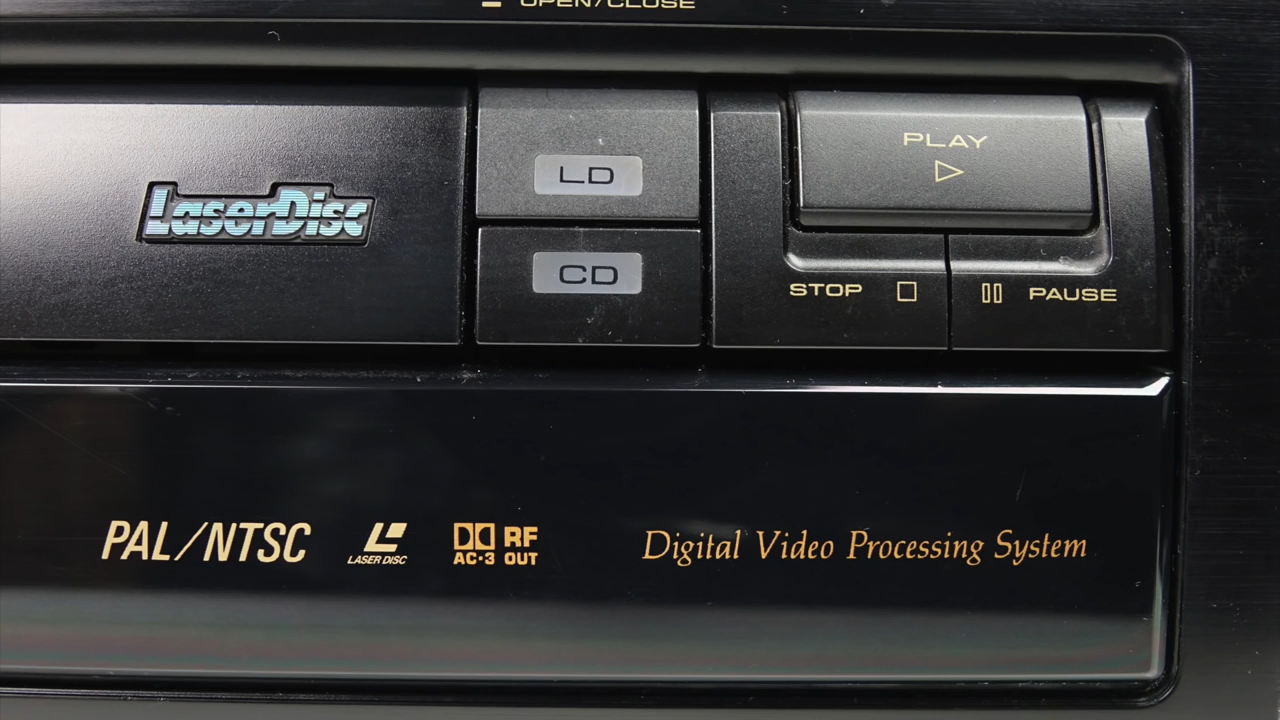 OPEN/CLOSE
LaserDisc
LD
CD
PLAY
STOP
PAUSE
PAL/NTSC
LASER DISC
RF
AC-3 OUT
Digital Video Processing System